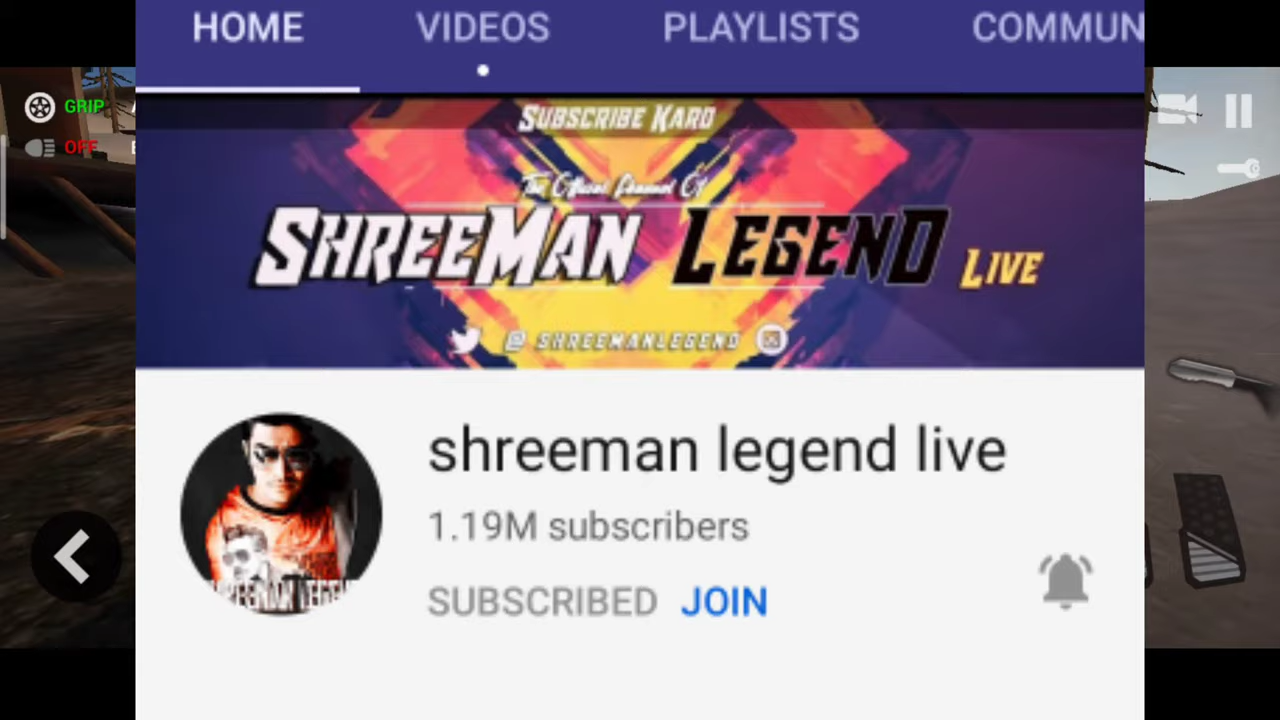 HOME VIDEOS PLAYLISTS COMMUN
GRIP
OFF
SUBSCRIBE KARO
The Official Channel Of
SHREEMAN LEGEND LIVE
@ SHREEMANLEGEND
shreeman legend live
1.19M subscribers
SUBSCRIBED JOIN